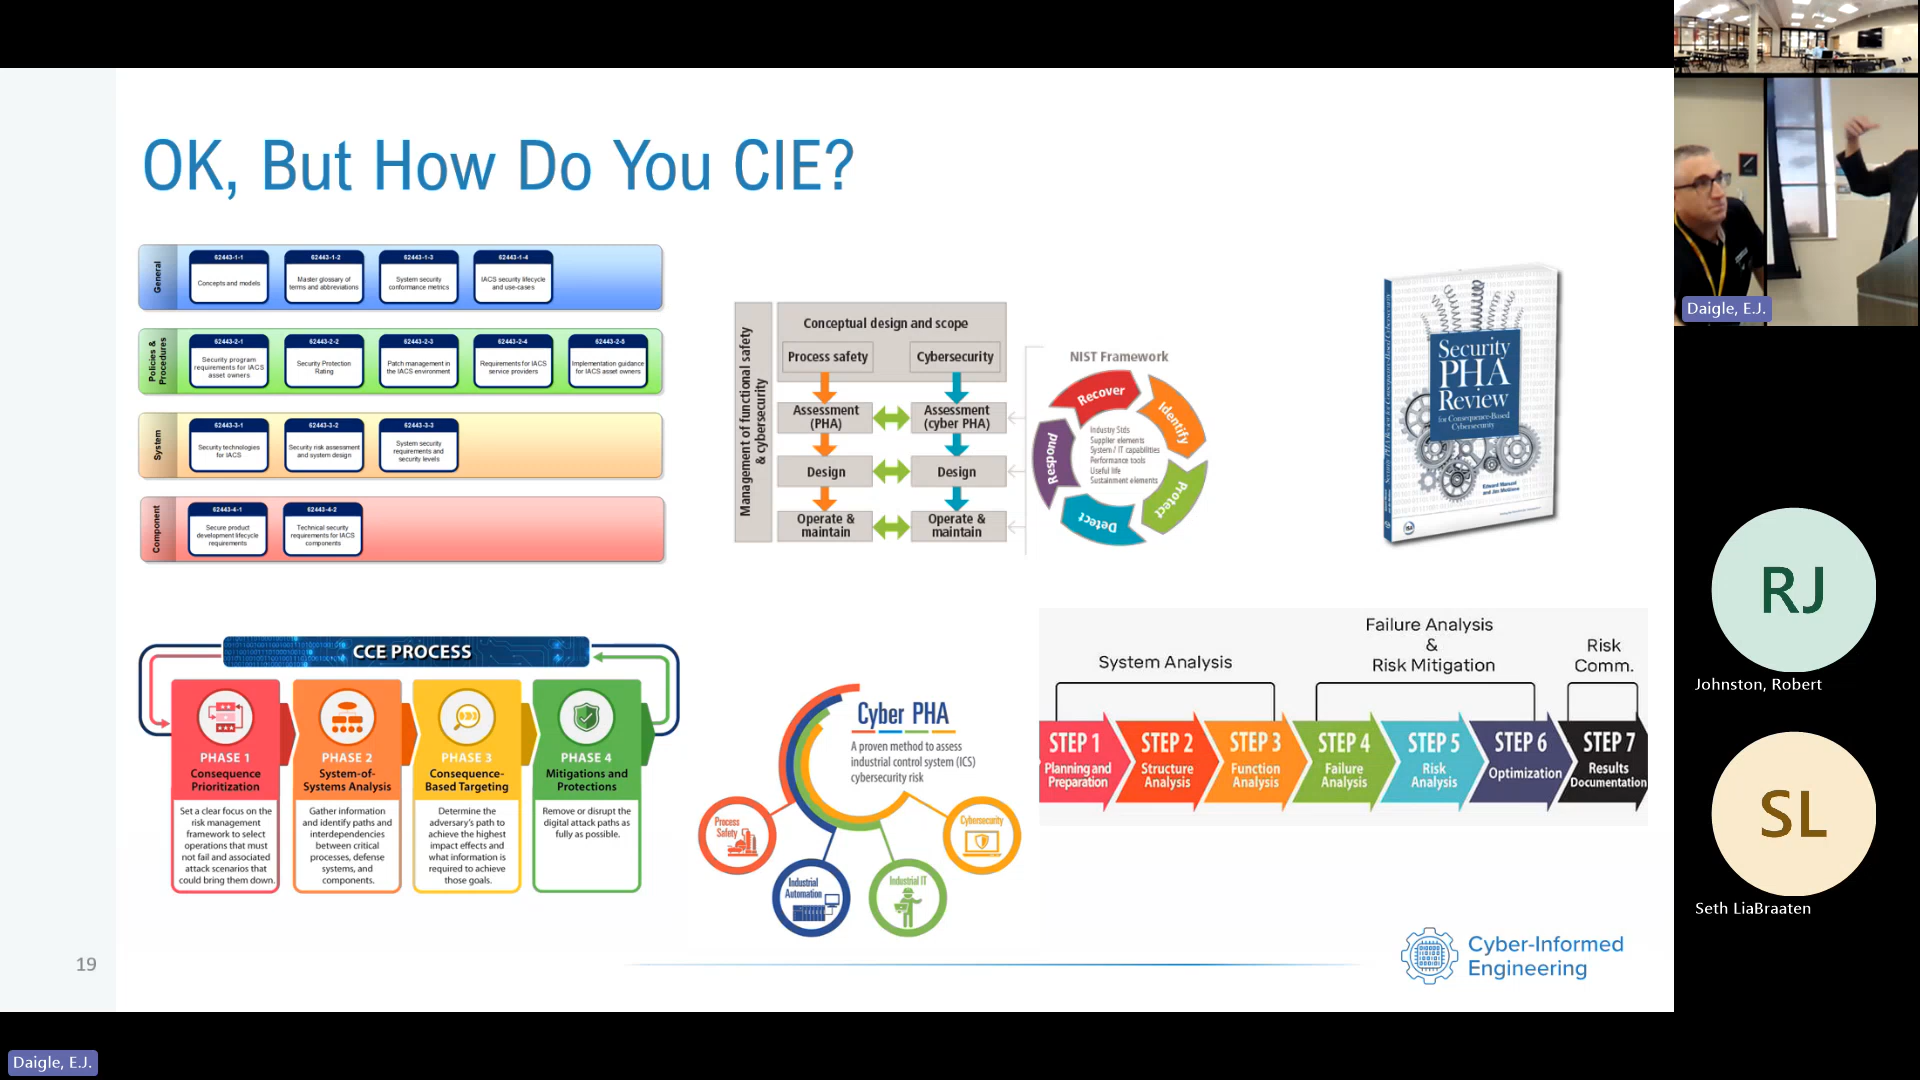 OK, But How Do You CIE?
General
62443-1-1
Concepts and models
62443-1-2
Master glossary of
terms and abbreviations
62443-1-3
System security
conformance metrics
62443-1-4
IACS security lifecycle
and use-cases
Policies &
Procedures
62443-2-1
Security program
requirements for IACS
asset owners
62443-2-2
Security Protection
Rating
62443-2-3
Patch management in
the IACS environment
62443-2-4
Requirements for IACS
service providers
62443-2-5
Implementation guidance
for IACS asset owners
System
62443-3-1
Security technologies
for IACS
62443-3-2
Security risk assessment
and system design
62443-3-3
System security
requirements and
security levels
Component
62443-4-1
Secure product
development lifecycle
requirements
62443-4-2
Technical security
requirements for IACS
components
Management of functional safety
& cybersecurity
Conceptual design and scope
Process safety
Cybersecurity
Assessment
(PHA)
Assessment
(cyber PHA)
Design
Design
Operate &
maintain
Operate &
maintain
NIST Framework
Recover
Identify
Protect
Detect
Respond
Industry Stds
Supplier elements
System / IT capabilities
Performance tools
Useful life
Sustainment elements
Security
PHA
Review
for Consequence-Based
Cybersecurity
Edward Marszal
and Jim McGlone
CCE PROCESS
PHASE 1
Consequence
Prioritization
Set a clear focus on the
risk management
framework to select
operations that must
not fail and associated
attack scenarios that
could bring them down.
PHASE 2
System-of-
Systems Analysis
Gather information
and identify paths and
interdependencies
between critical
processes, defense
systems, and
components.
PHASE 3
Consequence-
Based Targeting
Determine the
adversary's path to
achieve the highest
impact effects and
what information is
required to achieve
those goals.
PHASE 4
Mitigations and
Protections
Remove or disrupt the
digital attack paths as
fully as possible.
Cyber PHA
A proven method to assess
industrial control system (ICS)
cybersecurity risk
Process
Safety
Industrial
Automation
Industrial IT
Cybersecurity
System Analysis
Failure Analysis
&
Risk Mitigation
Risk
Comm.
STEP 1
Planning and
Preparation
STEP 2
Structure
Analysis
STEP 3
Function
Analysis
STEP 4
Failure
Analysis
STEP 5
Risk
Analysis
STEP 6
Optimization
STEP 7
Results
Documentation
19
Cyber-Informed
Engineering
Daigle, E.J.
RJ
Johnston, Robert
SL
Seth LiaBraaten
Daigle, E.J.